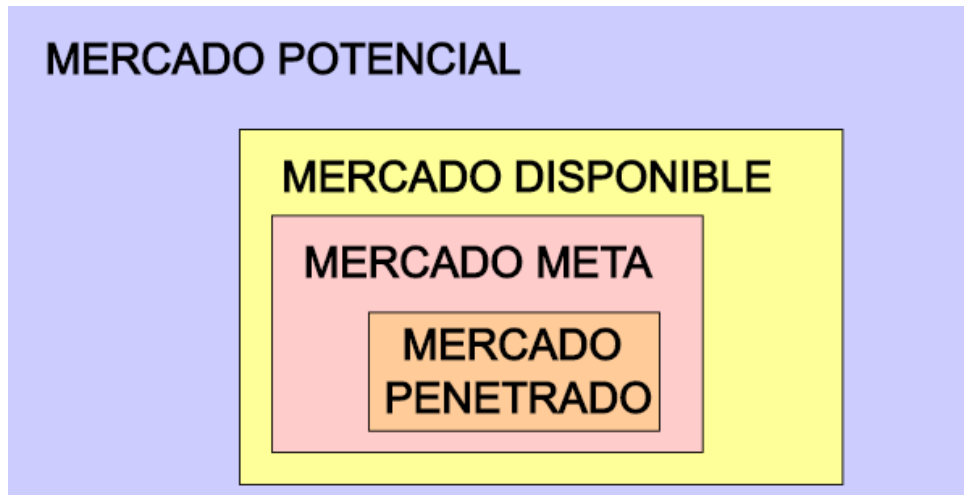 MERCADO POTENCIAL
MERCADO DISPONIBLE
MERCADO META
MERCADO
PENETRADO